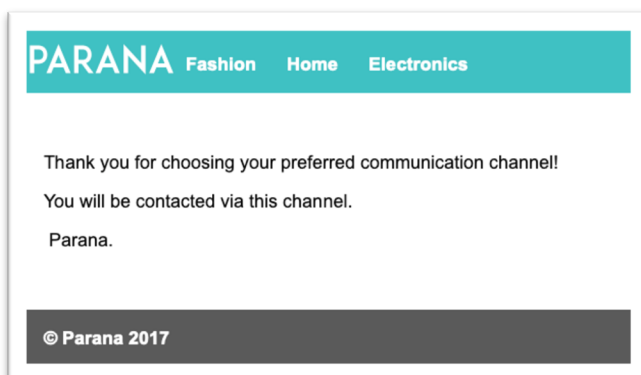 PARANA Fashion Home Electronics
Thank you for choosing your preferred communication channel!
You will be contacted via this channel.
Parana.
© Parana 2017